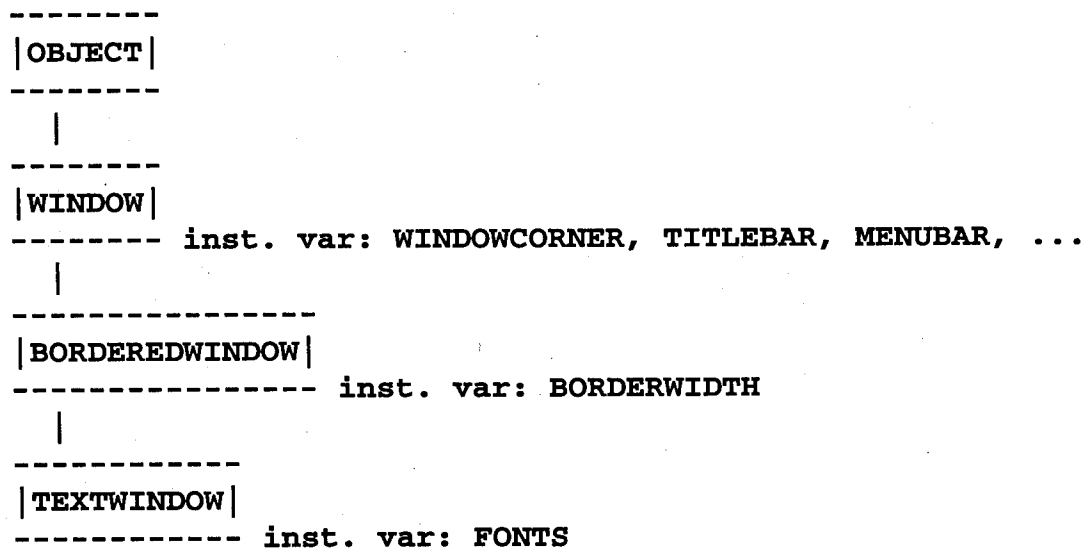 --------
|OBJECT|
--------
|
--------
|WINDOW|
-------- inst. var: WINDOWCORNER, TITLEBAR, MENUBAR, ...
|
----------------
|BORDEREDWINDOW|
---------------- inst. var: BORDERWIDTH
|
------------
|TEXTWINDOW|
------------ inst. var: FONTS